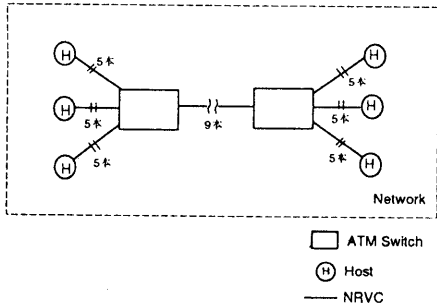 H
5本
H
5本
H
5本
9本
H
5本
H
5本
H
5本
Network
ATM Switch
H Host
NRVC